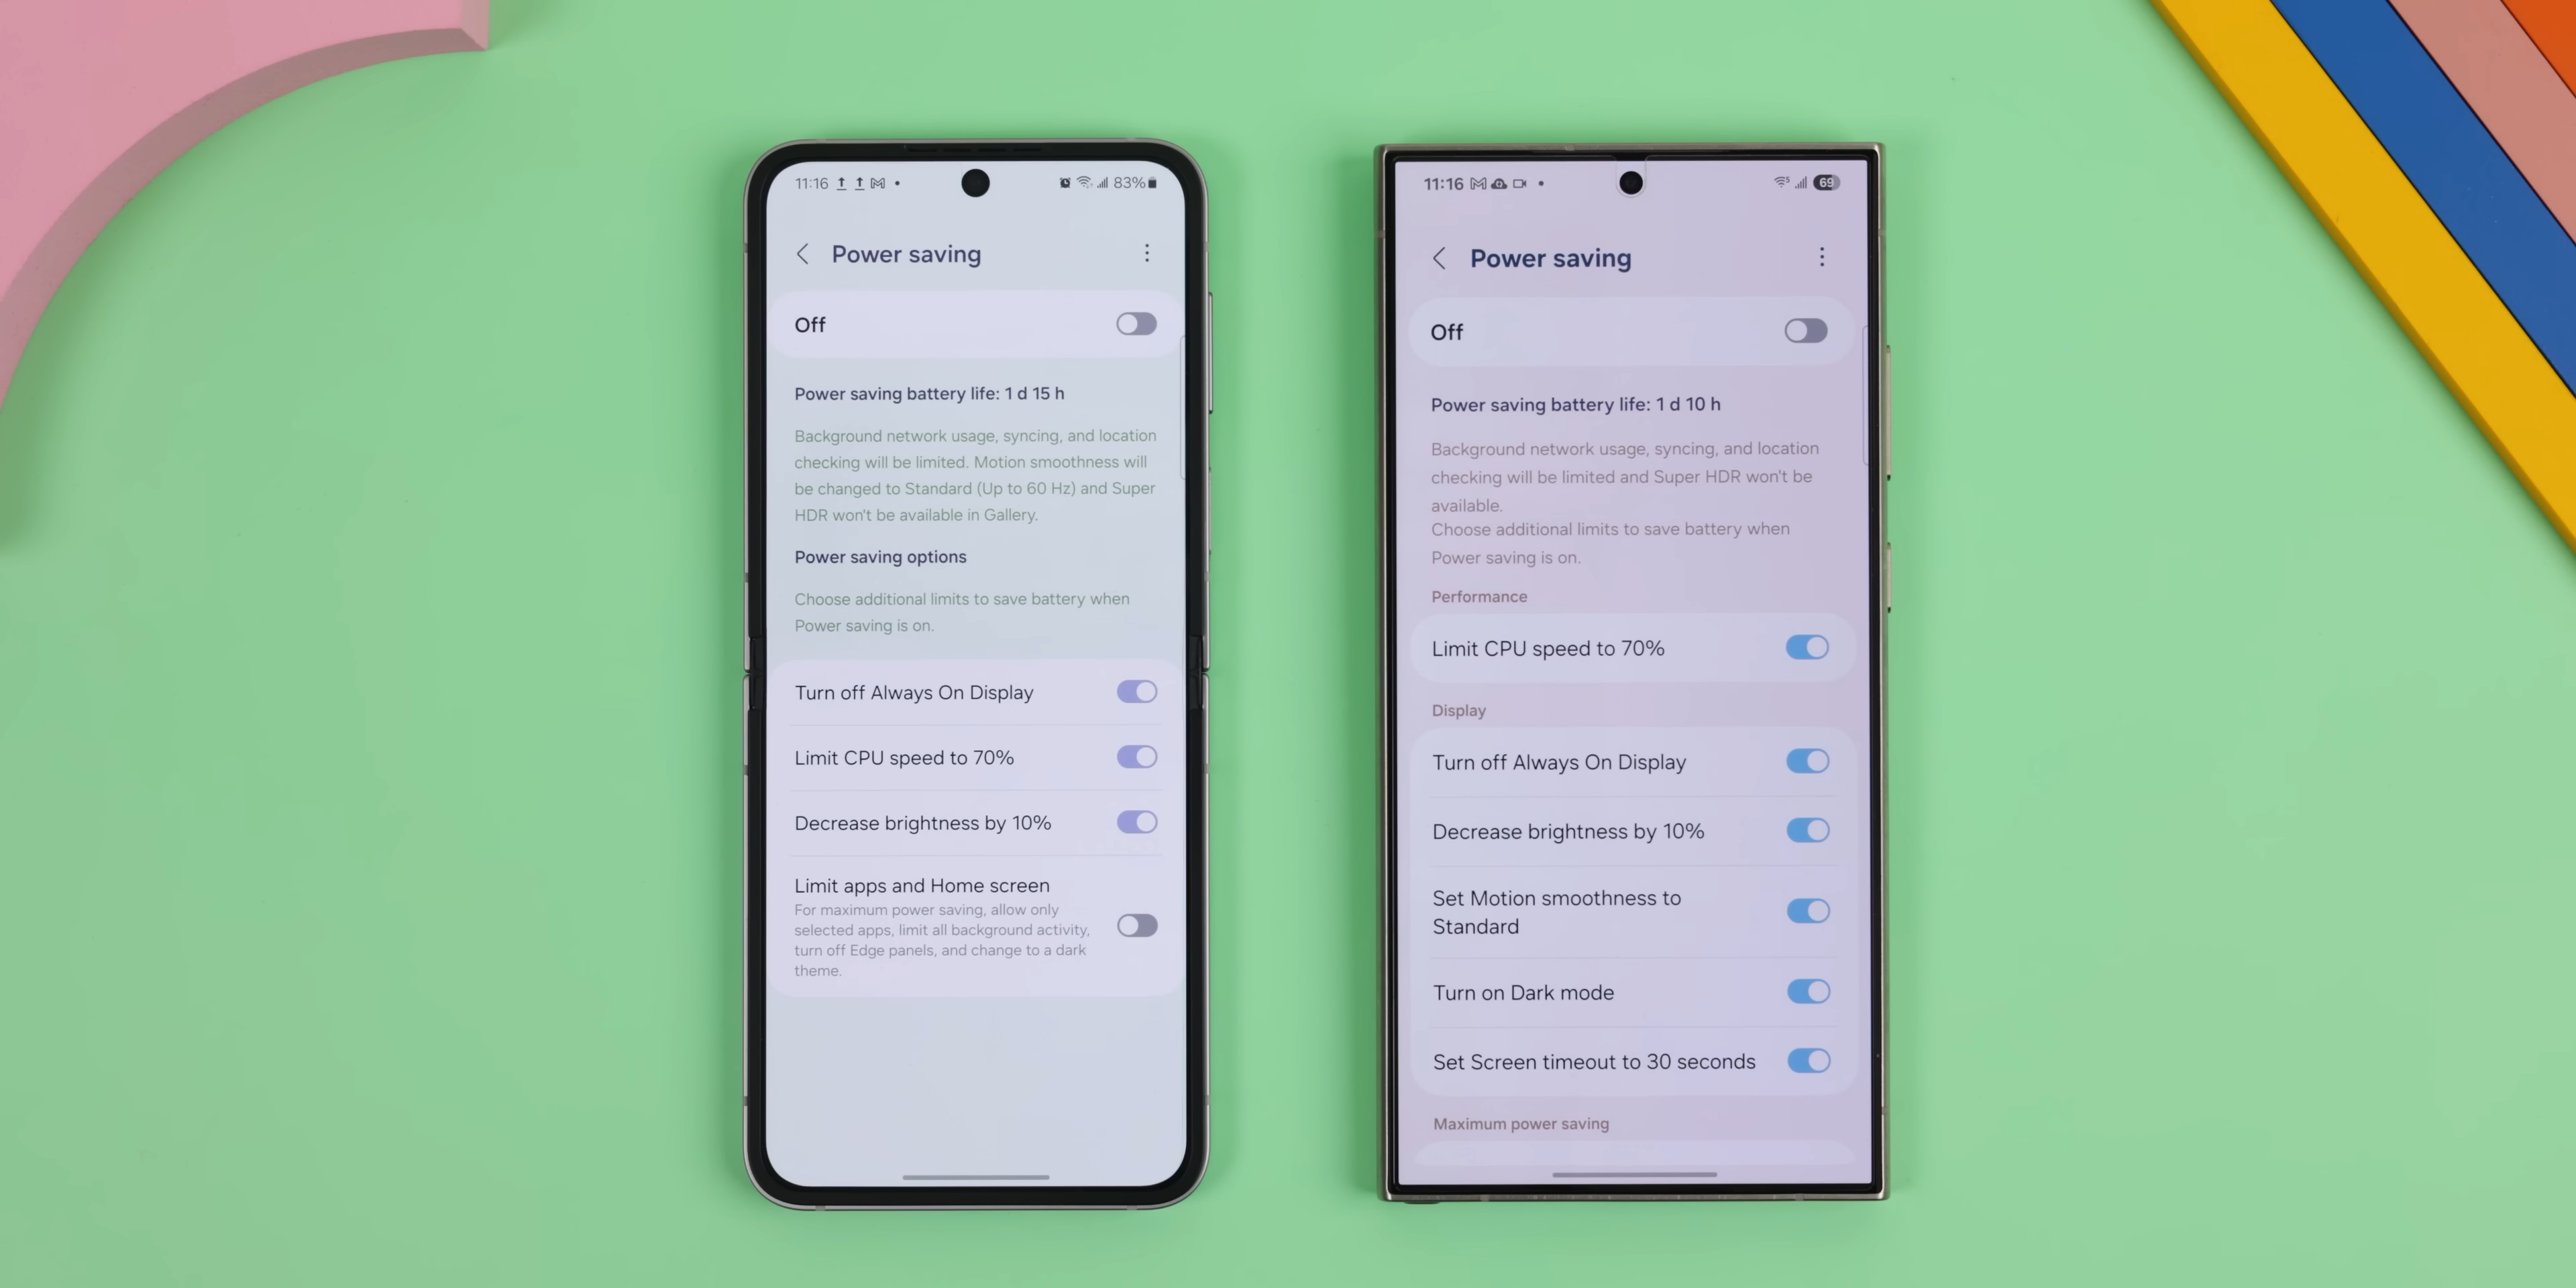 11:16
83%
Power saving
Off
Power saving battery life: 1 d 15 h
Background network usage, syncing, and location
checking will be limited. Motion smoothness will
be changed to Standard (Up to 60 Hz) and Super
HDR won't be available in Gallery.
Power saving options
Choose additional limits to save battery when
Power saving is on.
Turn off Always On Display
Limit CPU speed to 70%
Decrease brightness by 10%
Limit apps and Home screen
For maximum power saving, allow only
selected apps, limit all background activity,
turn off Edge panels, and change to a dark
theme.
11:16
69
Power saving
Off
Power saving battery life: 1 d 10 h
Background network usage, syncing, and location
checking will be limited and Super HDR won't be
available.
Choose additional limits to save battery when
Power saving is on.
Performance
Limit CPU speed to 70%
Display
Turn off Always On Display
Decrease brightness by 10%
Set Motion smoothness to
Standard
Turn on Dark mode
Set Screen timeout to 30 seconds
Maximum power saving